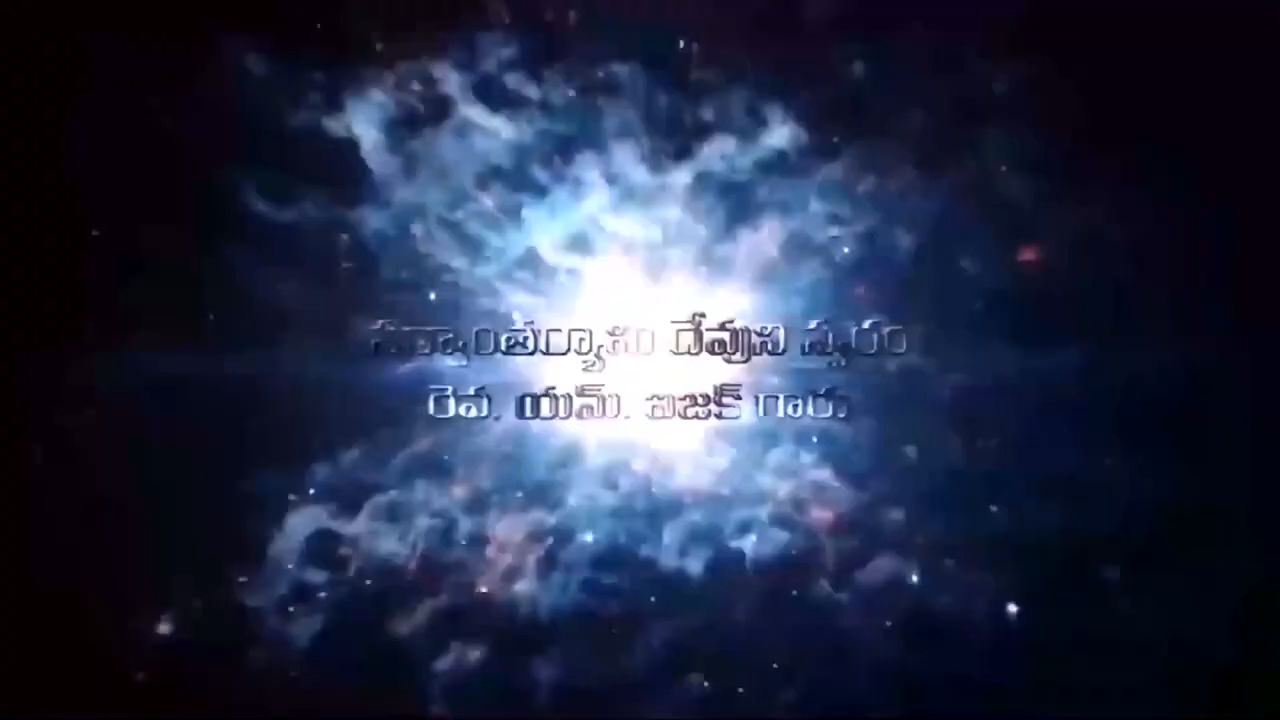 సర్వాంతర్యామి దేవుని స్వరం
రెవ. యమ్. ఐజక్ గారు